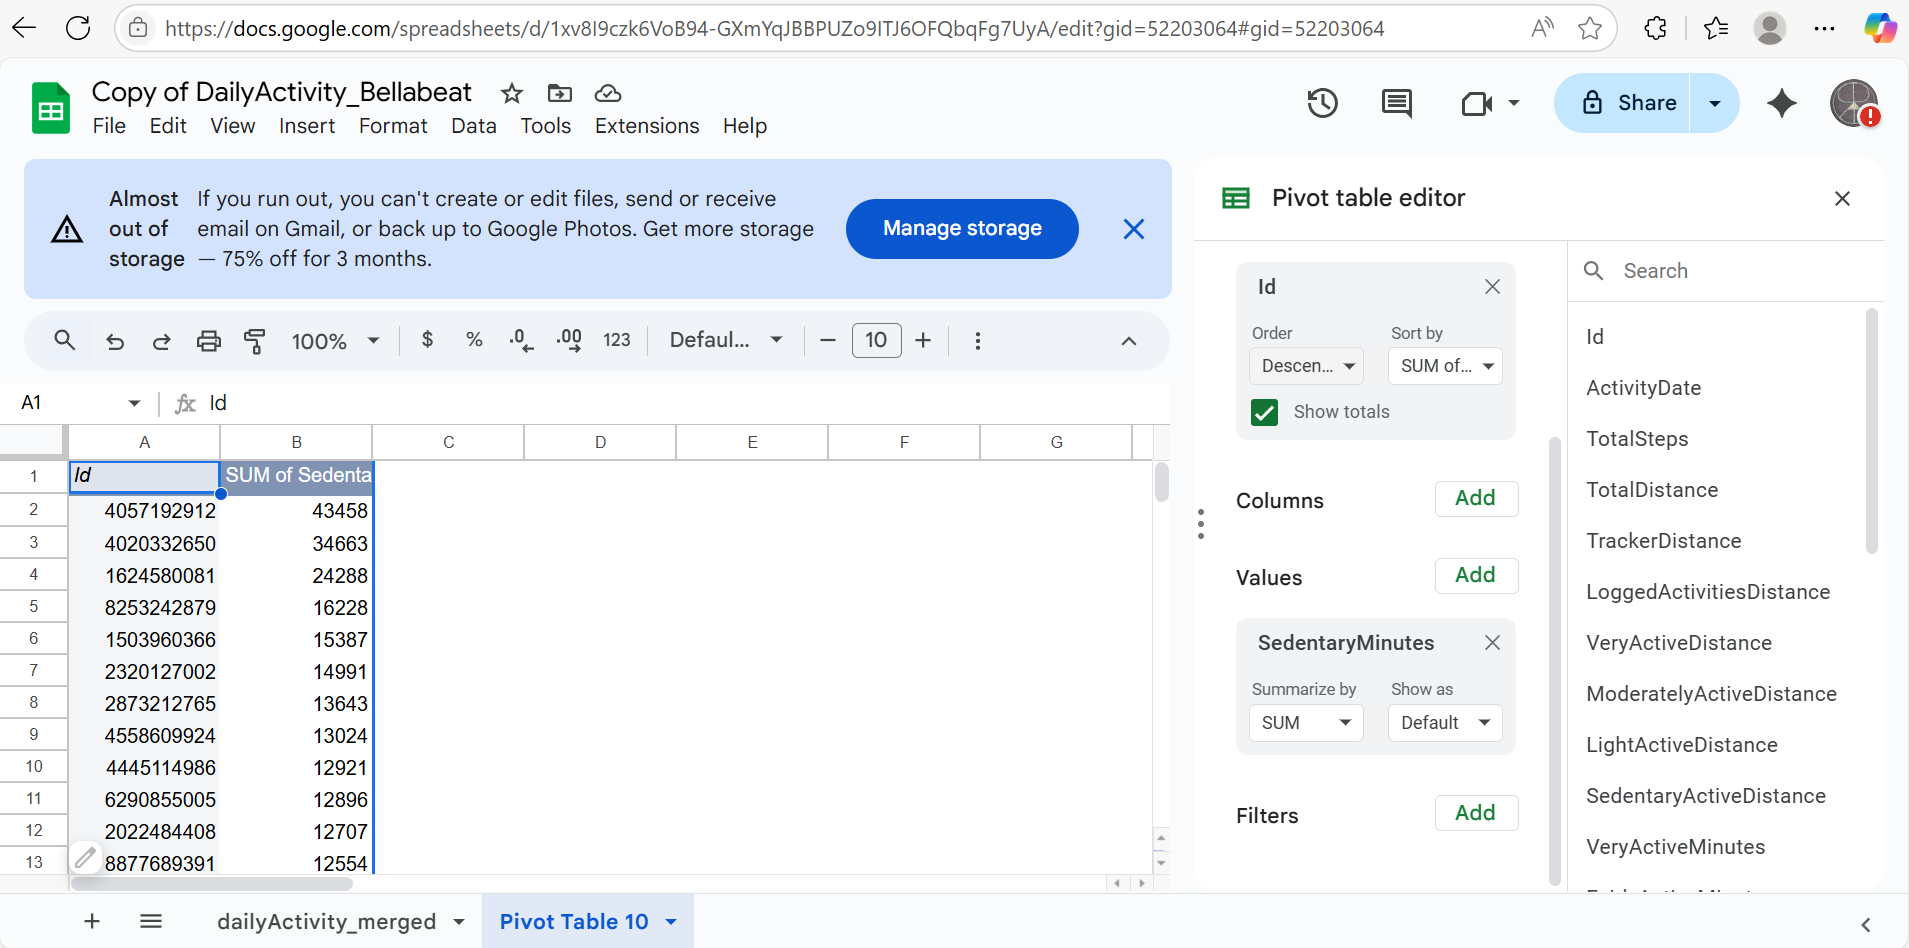 https://docs.google.com/spreadsheets/d/1xv8I9czk6VoB94-GXmYqJBBPUZo9ITJ6OFQbqFg7UyA/edit?gid=52203064#gid=52203064
Copy of DailyActivity_Bellabeat
File Edit View Insert Format Data Tools Extensions Help
Share
Almost out of storage
If you run out, you can't create or edit files, send or receive
email on Gmail, or back up to Google Photos. Get more storage
— 75% off for 3 months.
Manage storage
100% $ % .0 .00 123 Defaul... 10
A1 fx Id
A B C D E F G
1 Id SUM of Sedenta
2 4057192912 43458
3 4020332650 34663
4 1624580081 24288
5 8253242879 16228
6 1503960366 15387
7 2320127002 14991
8 2873212765 13643
9 4558609924 13024
10 4445114986 12921
11 6290855005 12896
12 2022484408 12707
13 8877689391 12554
Pivot table editor
Id
Order Sort by
Descen... SUM of...
Show totals
Columns Add
Values Add
SedentaryMinutes
Summarize by Show as
SUM Default
Filters Add
Search
Id
ActivityDate
TotalSteps
TotalDistance
TrackerDistance
LoggedActivitiesDistance
VeryActiveDistance
ModeratelyActiveDistance
LightActiveDistance
SedentaryActiveDistance
VeryActiveMinutes
dailyActivity_merged Pivot Table 10